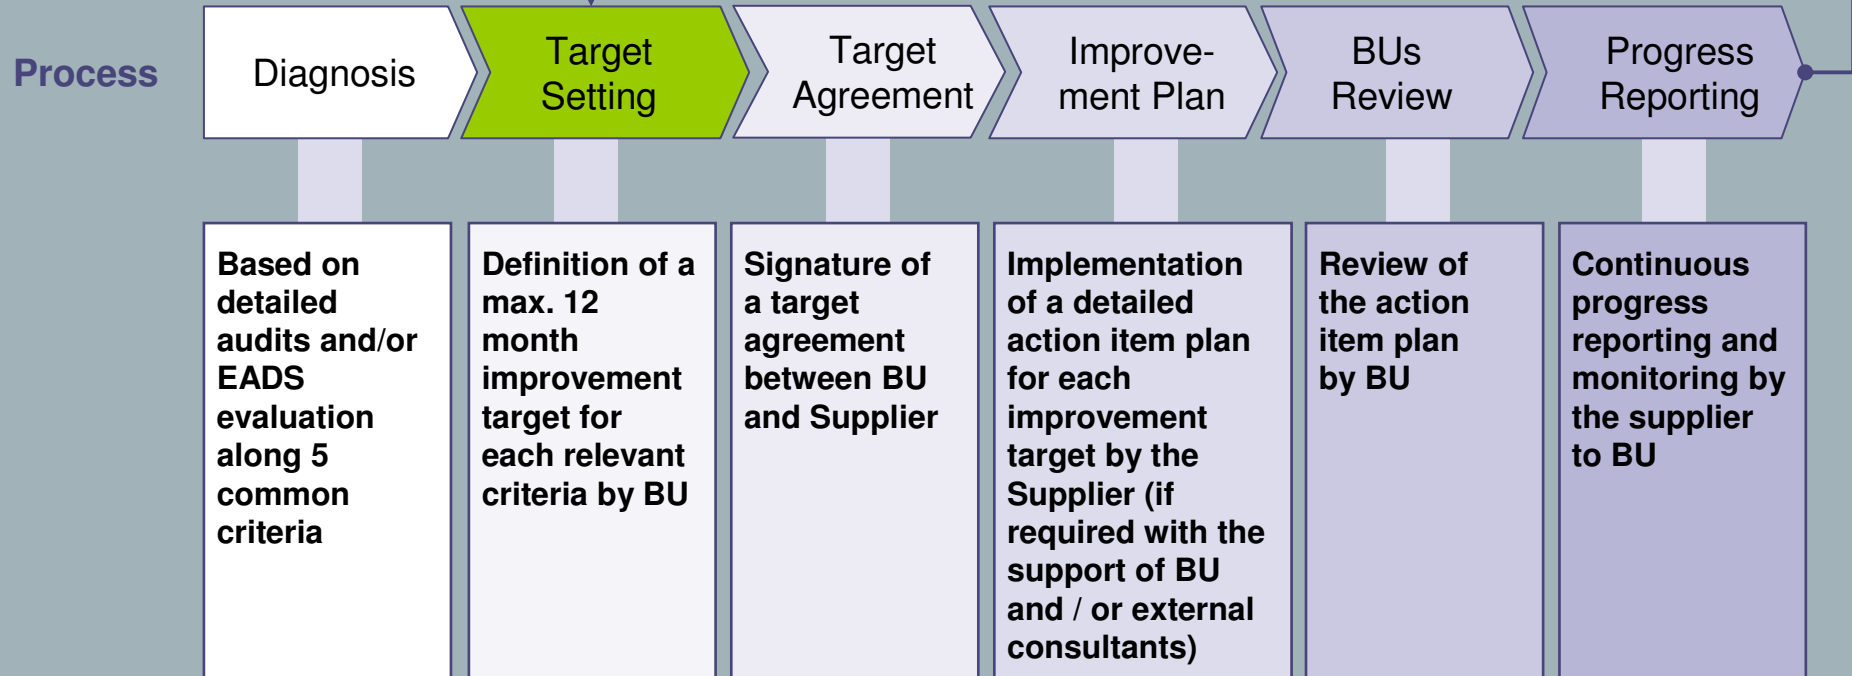 Process
Diagnosis
Target
Setting
Target
Agreement
Improve-
ment Plan
BUs
Review
Progress
Reporting
Based on
detailed
audits and/or
EADS
evaluation
along 5
common
criteria
Definition of a
max. 12
month
improvement
target for
each relevant
criteria by BU
Signature of
a target
agreement
between BU
and Supplier
Implementation
of a detailed
action item plan
for each
improvement
target by the
Supplier (if
required with the
support of BU
and / or external
consultants)
Review of
the action
item plan
by BU
Continuous
progress
reporting and
monitoring by
the supplier
to BU